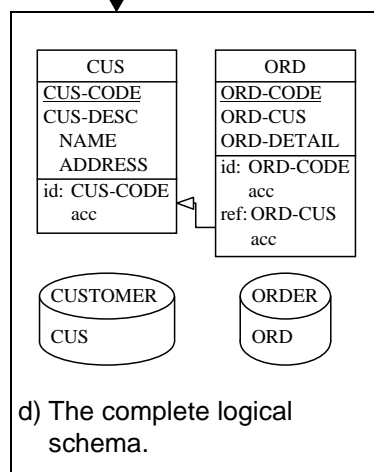 CUS
CUS-CODE
CUS-DESC
NAME
ADDRESS
id: CUS-CODE
acc
ORD
ORD-CODE
ORD-CUS
ORD-DETAIL
id: ORD-CODE
acc
ref: ORD-CUS
acc
CUSTOMER
CUS
ORDER
ORD
d) The complete logical
schema.